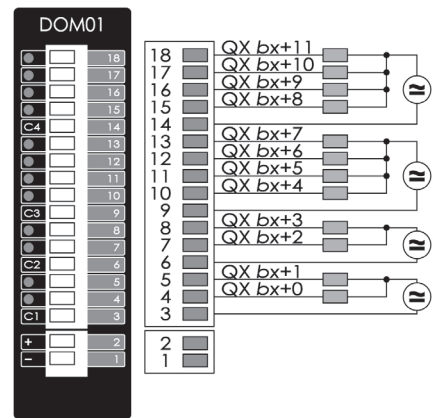 DOM01
18
17
16
15
C4 14
13
12
11
10
C3 9
8
7
C2 6
5
4
C1 3
+ 2
- 1
18 QX bx+11
17 QX bx+10
16 QX bx+9
15 QX bx+8
14
13 QX bx+7
12 QX bx+6
11 QX bx+5
10 QX bx+4
9
8 QX bx+3
7 QX bx+2
6
5 QX bx+1
4 QX bx+0
3
2
1